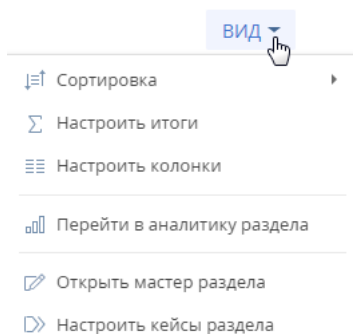 ВИД
Сортировка
Настроить итоги
Настроить колонки
Перейти в аналитику раздела
Открыть мастер раздела
Настроить кейсы раздела